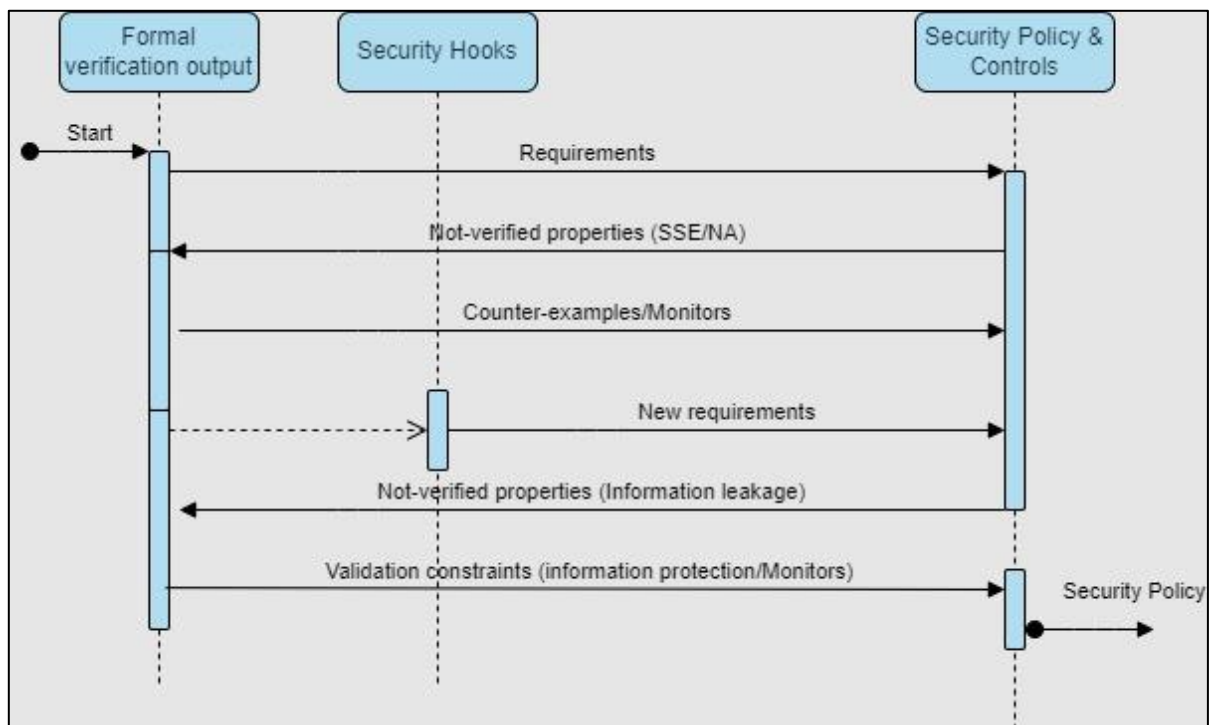 Formal
verification output
Security Hooks
Security Policy &
Controls
Start
Requirements
Not-verified properties (SSE/NA)
Counter-examples/Monitors
New requirements
Not-verified properties (Information leakage)
Validation constraints (information protection/Monitors)
Security Policy